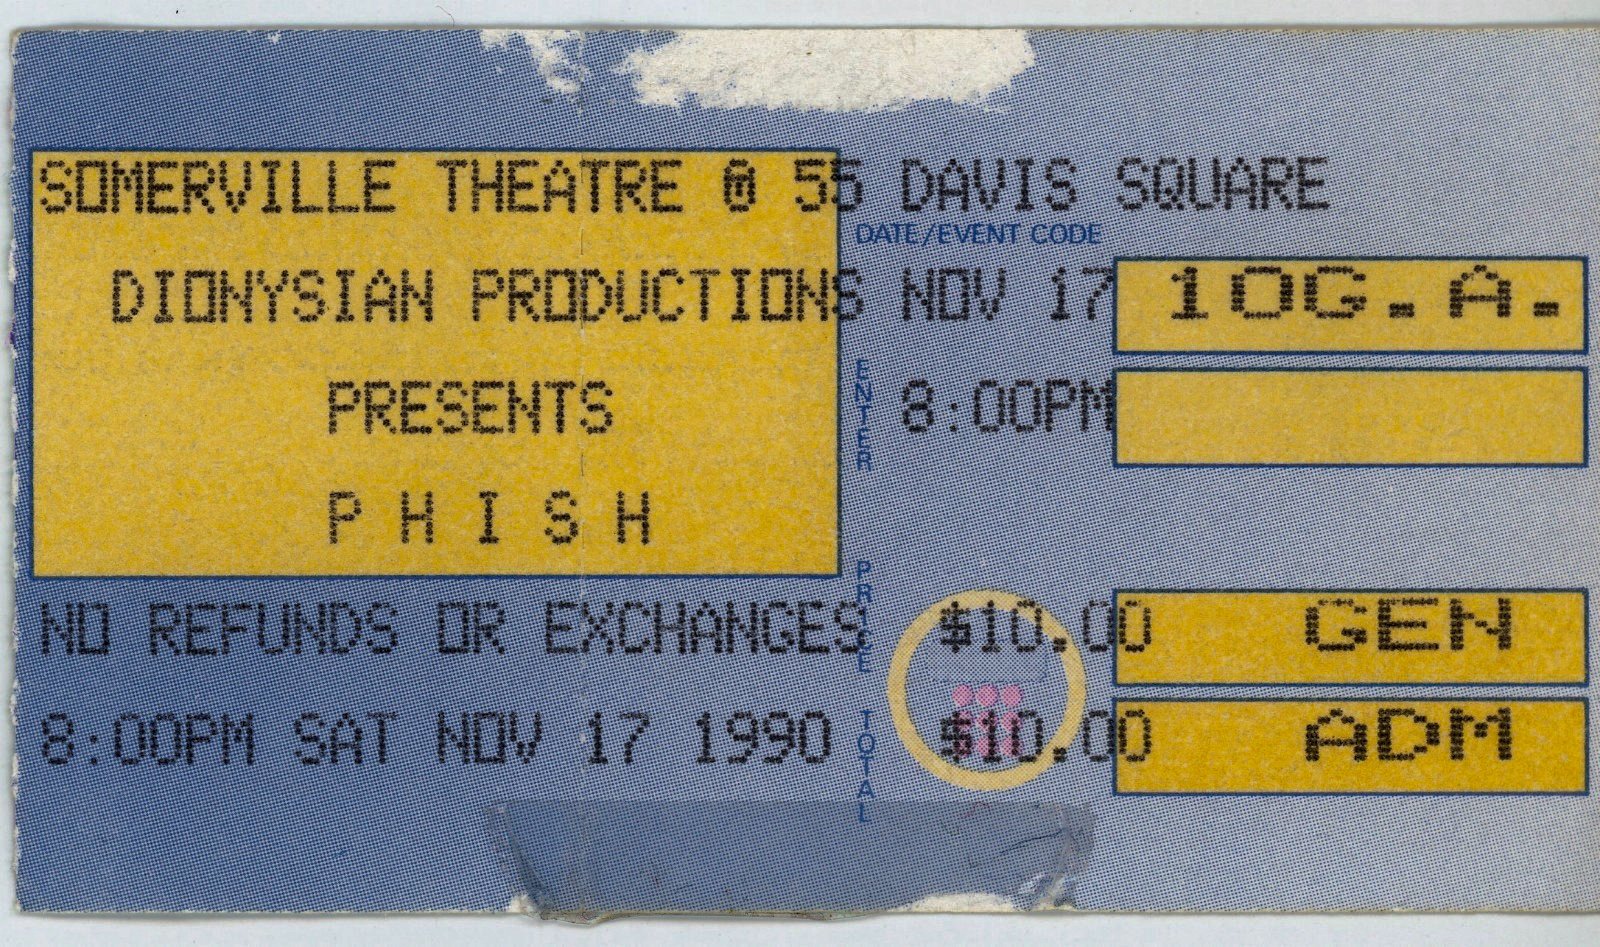 SOMERVILLE THEATRE @ 55 DAVIS SQUARE
DATE/EVENT CODE
DIONYSIAN PRODUCTIONS NOV 17 10G.A.
PRESENTS ENTER 8:00PM
P H I S H
NO REFUNDS OR EXCHANGES PRICE $10.00 GEN
8:00PM SAT NOV 17 1990 TOTAL $10.00 ADM